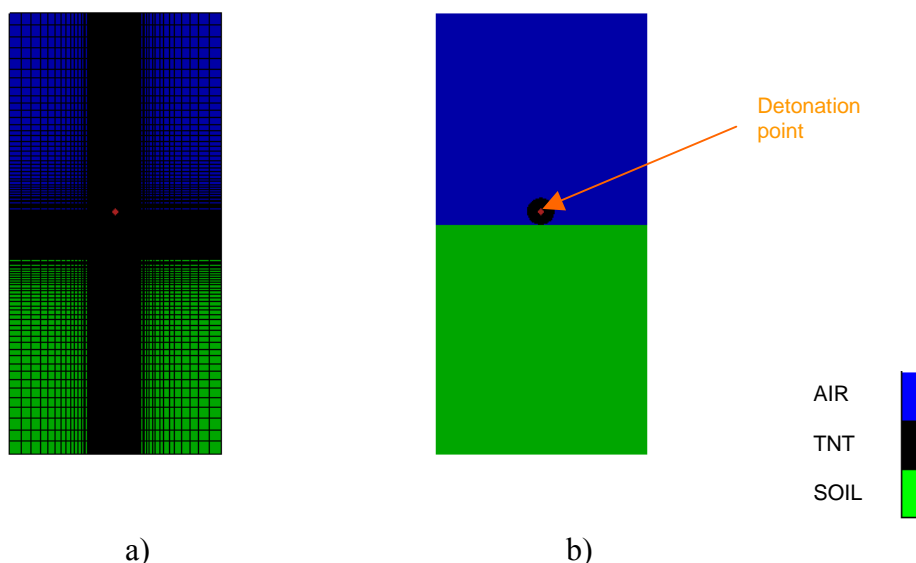 Detonation
point
AIR
TNT
SOIL
a)
b)